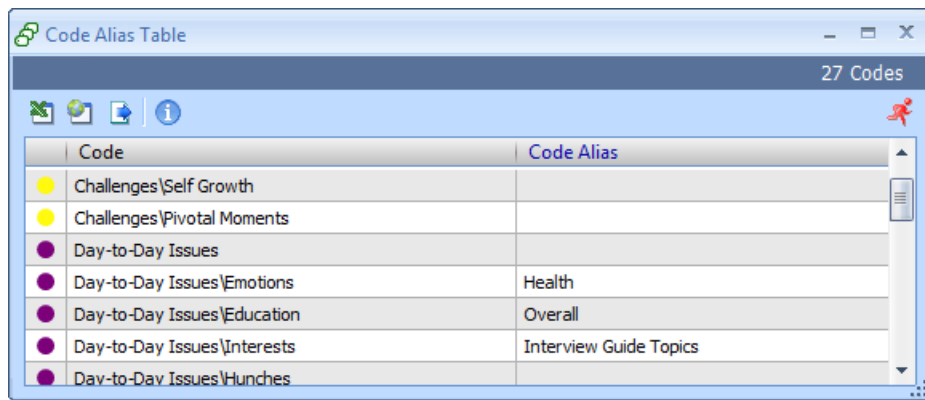 Code Alias Table
27 Codes
Code Code Alias
Challenges\Self Growth
Challenges\Pivotal Moments
Day-to-Day Issues
Day-to-Day Issues\Emotions Health
Day-to-Day Issues\Education Overall
Day-to-Day Issues\Interests Interview Guide Topics
Day-to-Day Issues\Hunches